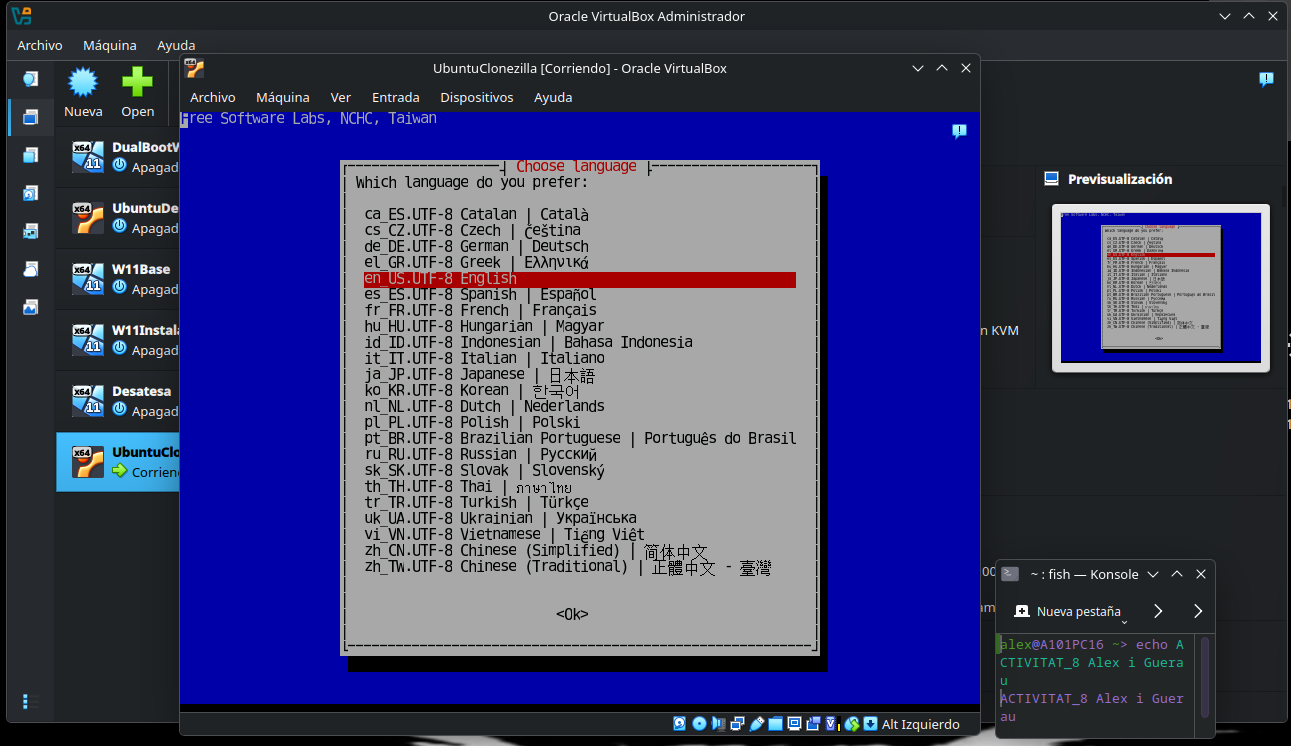 Oracle VirtualBox Administrador
Archivo Máquina Ayuda
Nueva
Open
DualBootW
Apagad
UbuntuDe
Apagad
W11Base
Apagad
W11Instala
Apagad
Desatesa
Apagad
UbuntuClo
Corriend
UbuntuClonezilla [Corriendo] - Oracle VirtualBox
Archivo Máquina Ver Entrada Dispositivos Ayuda
Free Software Labs, NCHC, Taiwan
Choose language
Which language do you prefer:
ca_ES.UTF-8 Catalan | Català
cs_CZ.UTF-8 Czech | Čeština
de_DE.UTF-8 German | Deutsch
el_GR.UTF-8 Greek | Ελληνικά
en_US.UTF-8 English
es_ES.UTF-8 Spanish | Español
fr_FR.UTF-8 French | Français
hu_HU.UTF-8 Hungarian | Magyar
id_ID.UTF-8 Indonesian | Bahasa Indonesia
it_IT.UTF-8 Italian | Italiano
ja_JP.UTF-8 Japanese | 日本語
ko_KR.UTF-8 Korean | 한국어
nl_NL.UTF-8 Dutch | Nederlands
pl_PL.UTF-8 Polish | Polski
pt_BR.UTF-8 Brazilian Portuguese | Português do Brasil
ru_RU.UTF-8 Russian | Русский
sk_SK.UTF-8 Slovak | Slovenský
th_TH.UTF-8 Thai | ภาษาไทย
tr_TR.UTF-8 Turkish | Türkçe
uk_UA.UTF-8 Ukrainian | Українська
vi_VN.UTF-8 Vietnamese | Tiếng Việt
zh_CN.UTF-8 Chinese (Simplified) | 简体中文
zh_TW.UTF-8 Chinese (Traditional) | 正體中文 - 臺灣
<Ok>
Alt Izquierdo
Previsualización
n KVM
~ : fish — Konsole
Nueva pestaña
alex@A101PC16 ~> echo A
CTIVITAT_8 Alex i Guera
u
ACTIVITAT_8 Alex i Guer
au